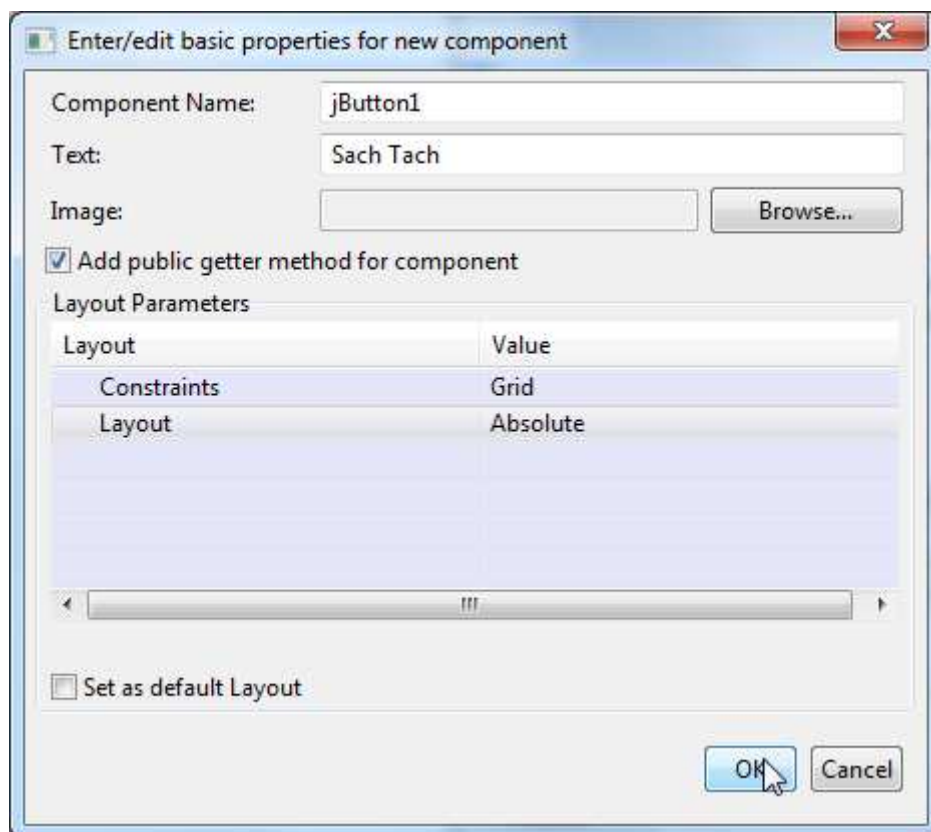 Enter/edit basic properties for new component
Component Name: jButton1
Text: Sach Tach
Image: Browse...
Add public getter method for component
Layout Parameters
Layout Value
Constraints Grid
Layout Absolute
Set as default Layout
OK Cancel